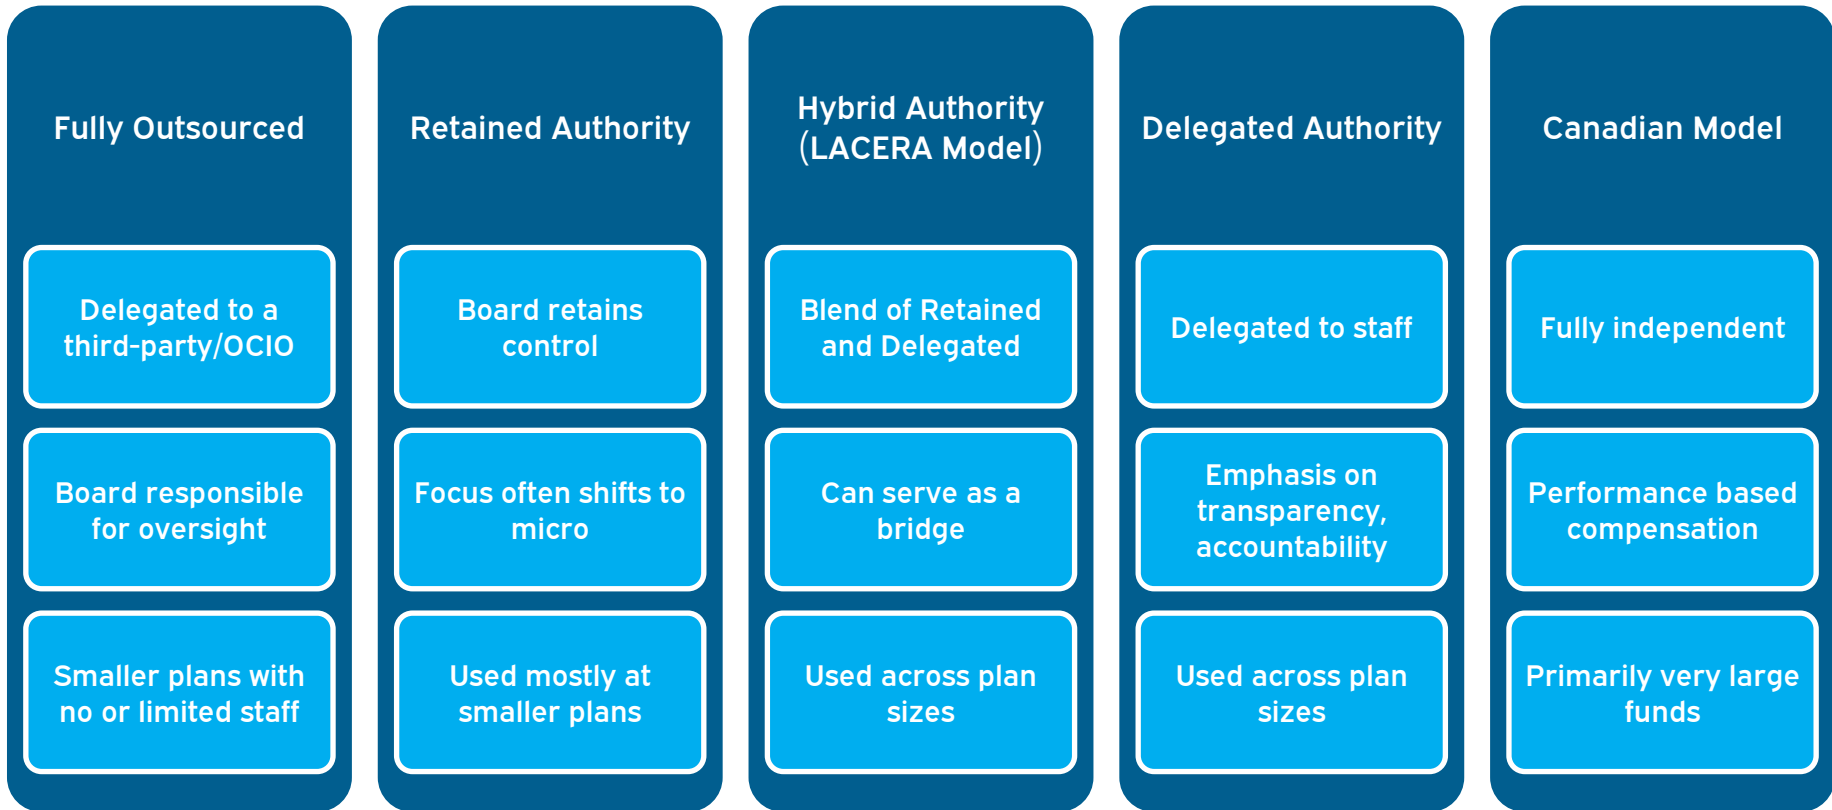 Fully Outsourced
Delegated to a
third-party/OCIO
Board responsible
for oversight
Smaller plans with
no or limited staff
Retained Authority
Board retains
control
Focus often shifts to
micro
Used mostly at
smaller plans
Hybrid Authority
(LACERA Model)
Blend of Retained
and Delegated
Can serve as a
bridge
Used across plan
sizes
Delegated Authority
Delegated to staff
Emphasis on
transparency,
accountability
Used across plan
sizes
Canadian Model
Fully independent
Performance based
compensation
Primarily very large
funds